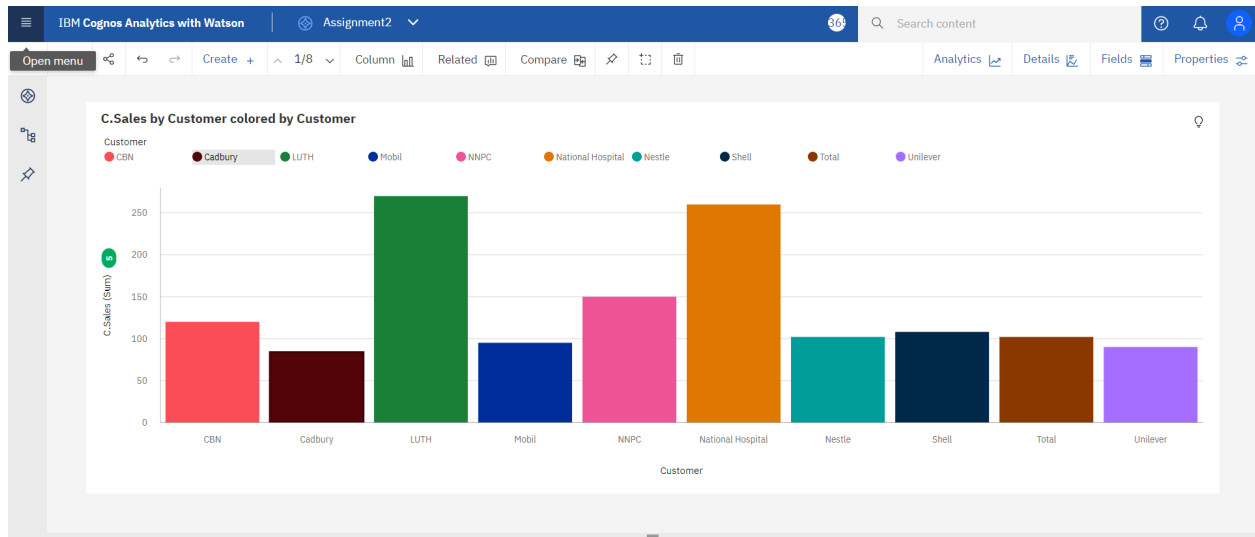 IBM Cognos Analytics with Watson
Assignment2
365
Search content
Open menu
Create +
1/8
Column
Related
Compare
Analytics
Details
Fields
Properties
C.Sales by Customer colored by Customer
Customer
CBN
Cadbury
LUTH
Mobil
NNPC
National Hospital
Nestle
Shell
Total
Unilever
250
200
150
100
50
0
5
C.Sales (Sum)
CBN
Cadbury
LUTH
Mobil
NNPC
National Hospital
Nestle
Shell
Total
Unilever
Customer